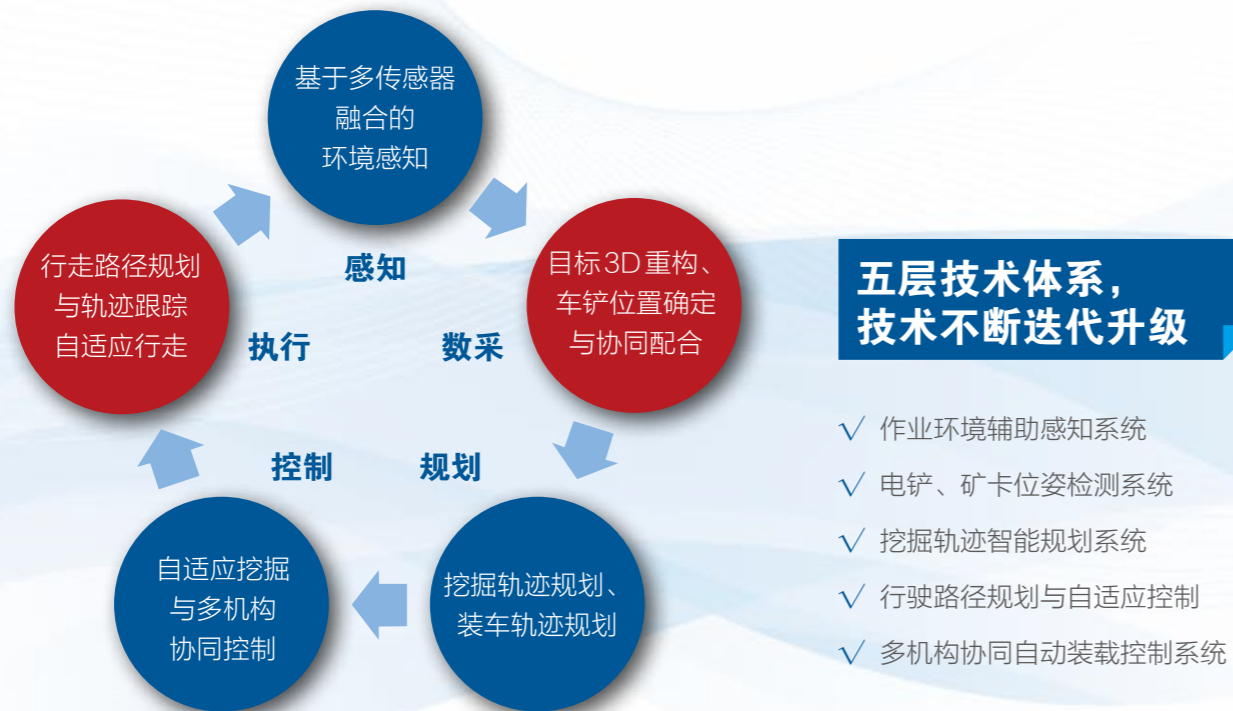 基于多传感器
融合的
环境感知
目标3D重构、
车铲位置确定
与协同配合
挖掘轨迹规划、
装车轨迹规划
自适应挖掘
与多机构
协同控制
行走路径规划
与轨迹跟踪
自适应行走
感知
数采
规划
控制
执行
五层技术体系，
技术不断迭代升级
√ 作业环境辅助感知系统
√ 电铲、矿卡位姿检测系统
√ 挖掘轨迹智能规划系统
√ 行驶路径规划与自适应控制
√ 多机构协同自动装载控制系统